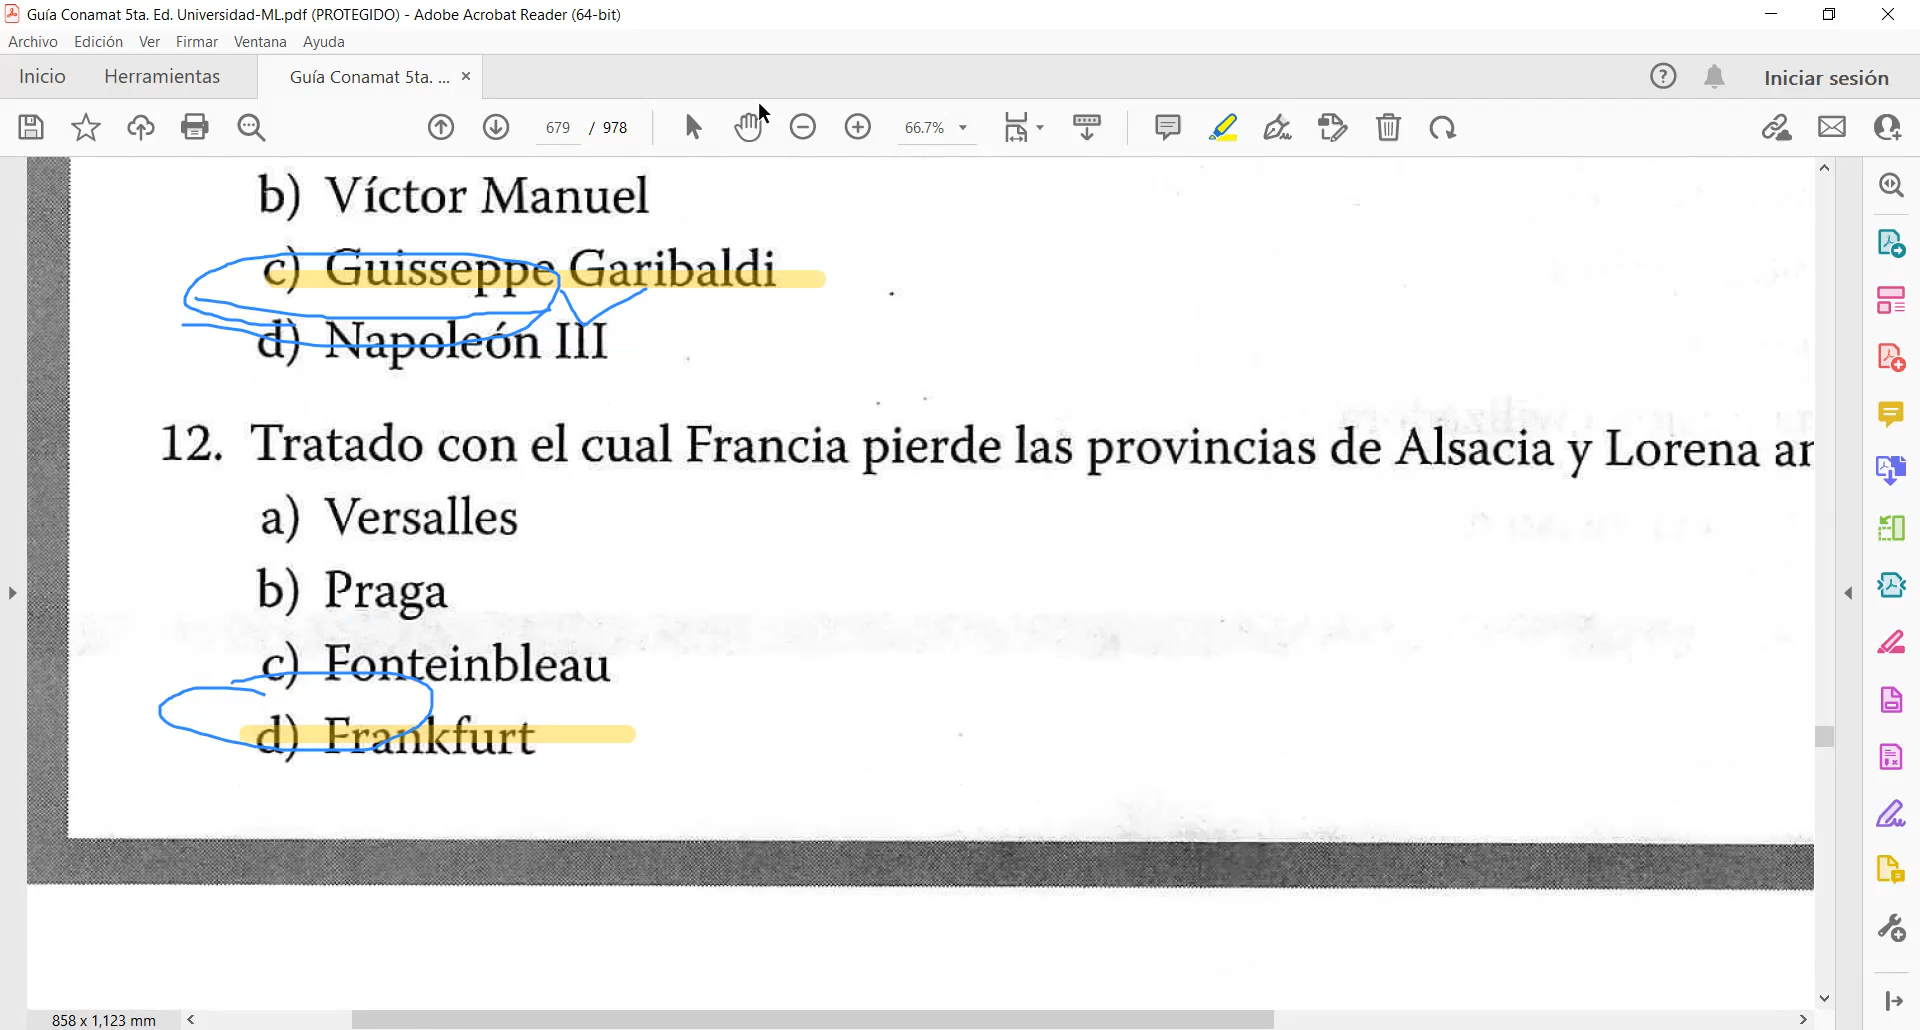 Guía Conamat 5ta. Ed. Universidad-ML.pdf (PROTEGIDO) - Adobe Acrobat Reader (64-bit)
Archivo Edición Ver Firmar Ventana Ayuda
Inicio Herramientas Guía Conamat 5ta. ... × Iniciar sesión
679 / 978 66.7%
b) Víctor Manuel
c) Guisseppe Garibaldi
d) Napoleón III
12. Tratado con el cual Francia pierde las provincias de Alsacia y Lorena an
a) Versalles
b) Praga
c) Fonteinbleau
d) Frankfurt
858 x 1,123 mm